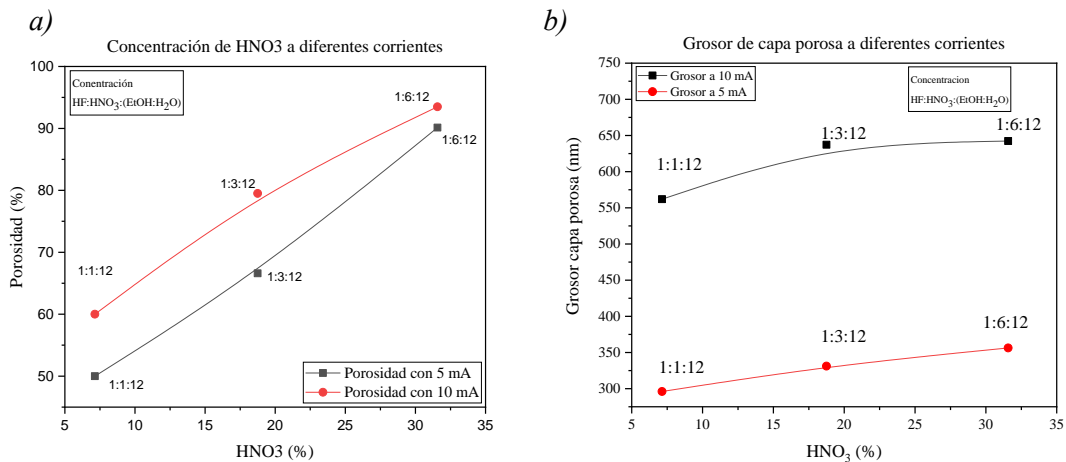 a)
Concentración de HNO3 a diferentes corrientes
Conentración
HF:HNO₃:(EtOH:H₂O)
100
90
80
70
60
50
Porosidad (%)
1:6:12
1:6:12
1:3:12
1:3:12
1:1:12
1:1:12
Porosidad con 5 mA
Porosidad con 10 mA
5
10
15
20
25
30
35
HNO3 (%)
b)
Grosor de capa porosa a diferentes corrientes
Grosor a 10 mA
Grosor a 5 mA
Concentracion
HF:HNO₃:(EtOH:H₂O)
750
700
650
600
550
500
450
400
350
300
Grosor capa porosa (nm)
1:1:12
1:3:12
1:6:12
1:1:12
1:3:12
1:6:12
5
10
15
20
25
30
35
HNO₃ (%)